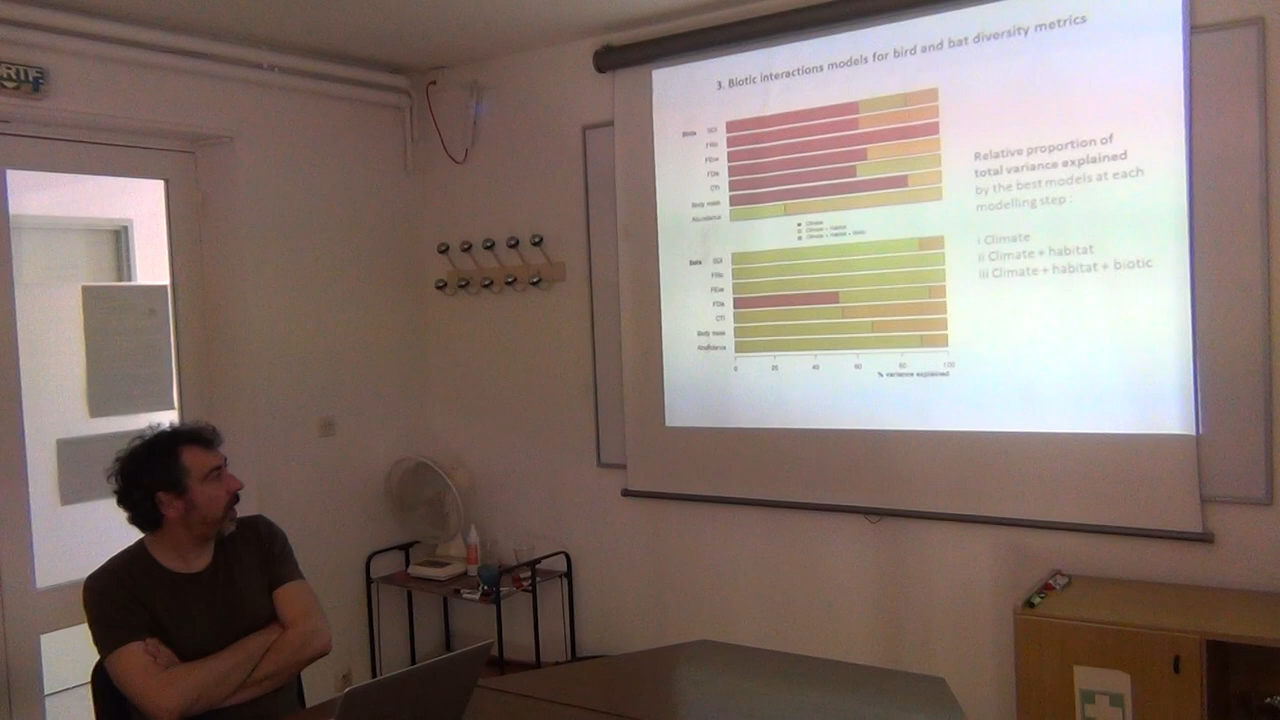 3. Biotic interactions models for bird and bat diversity metrics
Birds SGI
FRic
FEve
FDis
CTI
Body mass
Abundance
Climate
Climate + Habitat
Climate + Habitat + Biotic
Bats SGI
FRic
FEve
FDis
CTI
Body mass
Abundance
0 20 40 60 80 100
% variance explained
Relative proportion of
total variance explained
by the best models at each
modelling step :
i Climate
ii Climate + habitat
iii Climate + habitat + biotic